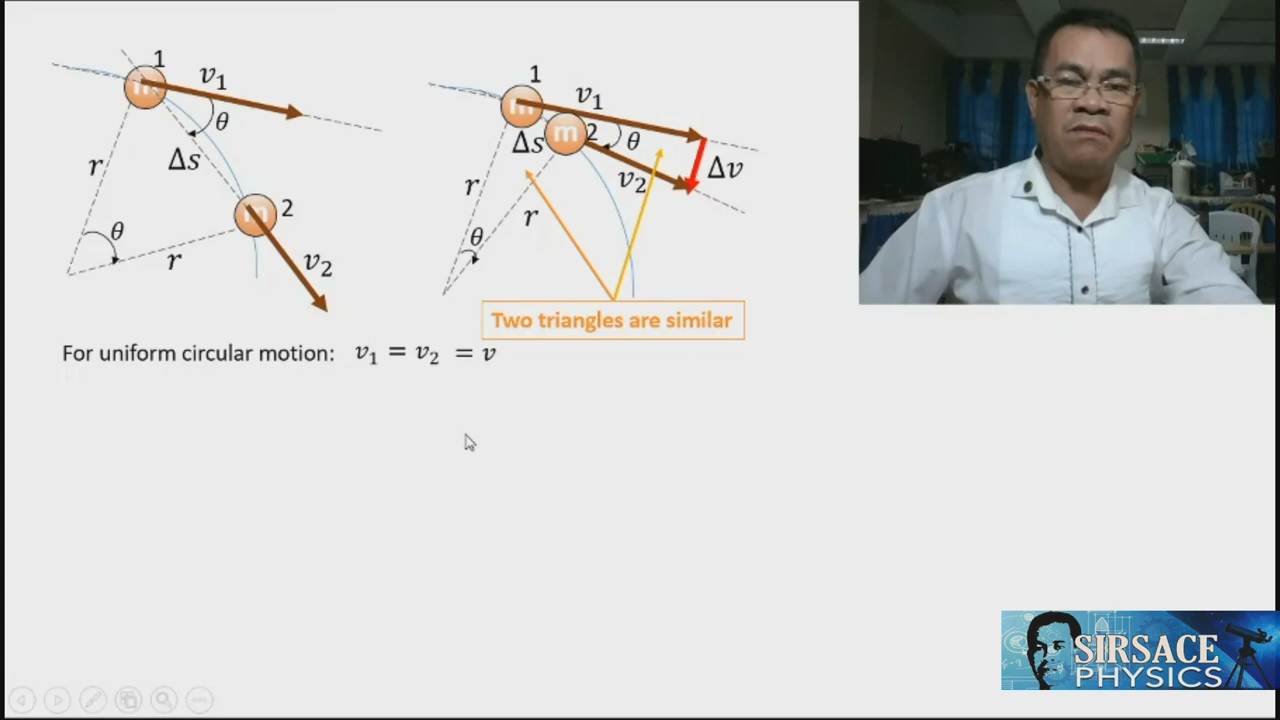 1
m
v₁
θ
Δs
r
m
2
θ
r
v₂
1
m
v₁
m
2
θ
Δs
Δv
v₂
r
r
θ
Two triangles are similar
For uniform circular motion: v₁ = v₂ = v
SIRSACE
PHYSICS